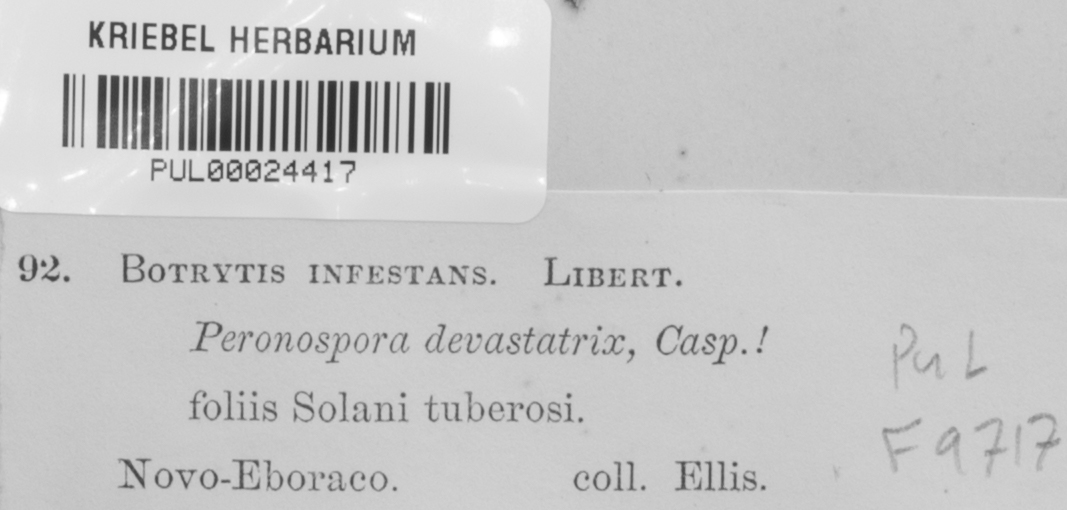 KRIEBEL HERBARIUM
PUL00024417
92. BOTRYTIS INFESTANS. LIBERT.
Peronospora devastatrix, Casp.!
foliis Solani tuberosi.
Novo-Eboraco. coll. Ellis.
PuL
F9717